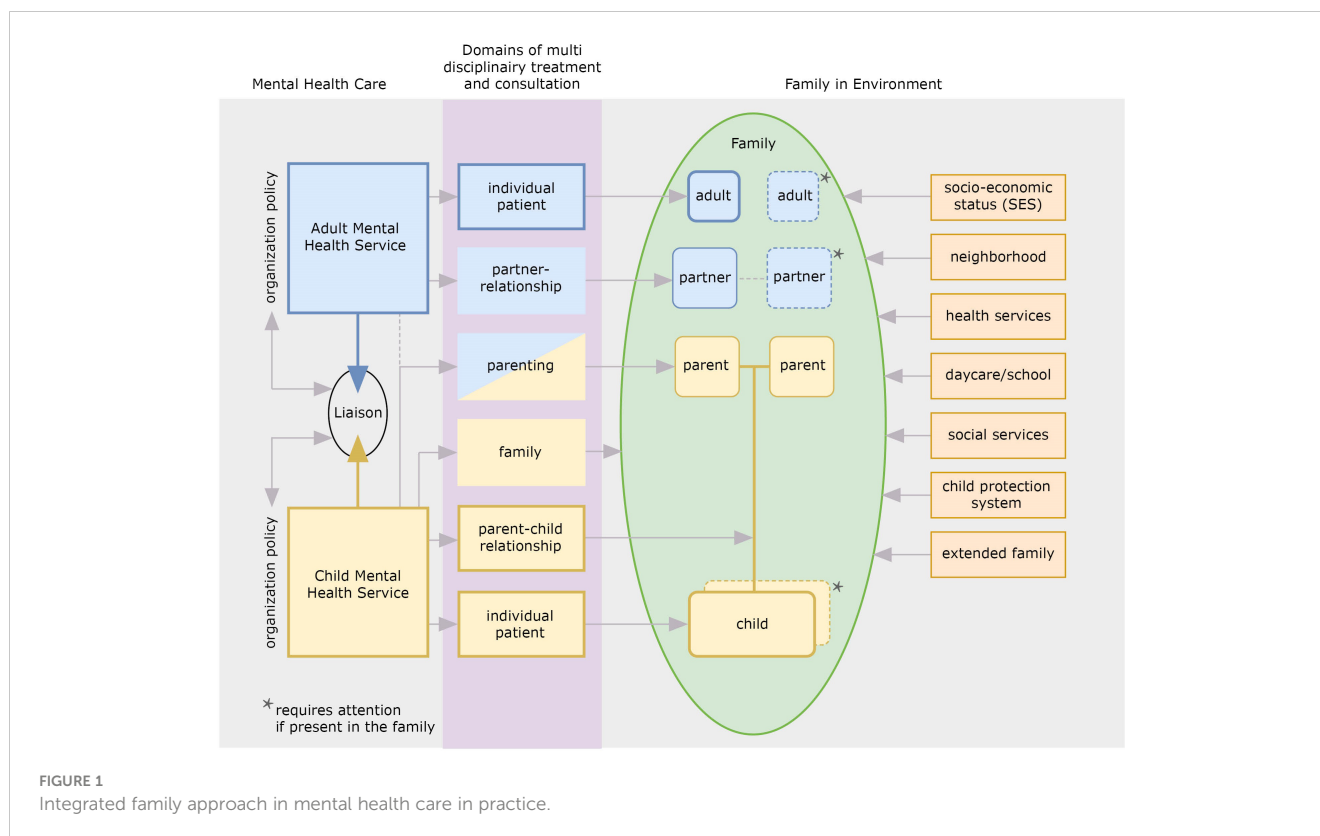 Mental Health Care
Domains of multi
disciplinairy treatment
and consultation
Family in Environment
organization policy
Adult Mental
Health Service
Liaison
organization policy
Child Mental
Health Service
*requires attention
if present in the family
individual
patient
partner-
relationship
parenting
family
parent-child
relationship
individual
patient
Family
adult
adult*
partner
partner*
parent
parent
child
*
socio-economic
status (SES)
neighborhood
health services
daycare/school
social services
child protection
system
extended family
FIGURE 1
Integrated family approach in mental health care in practice.